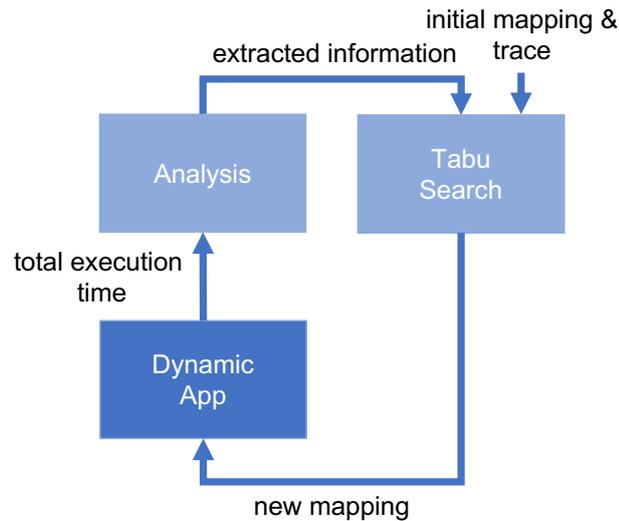 initial mapping &
trace
extracted information
Analysis
Tabu
Search
total execution
time
Dynamic
App
new mapping